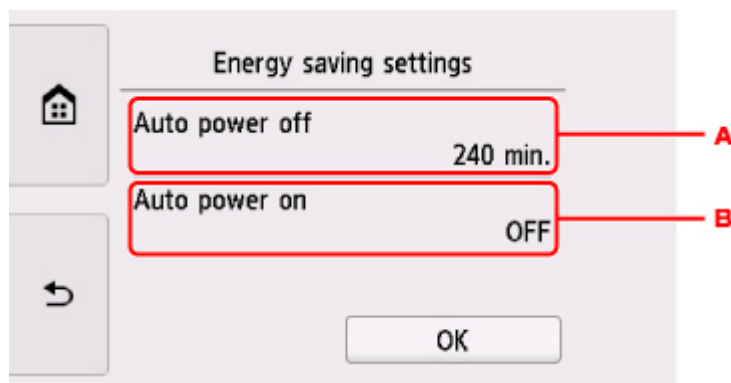 Energy saving settings
Auto power off
240 min.
A
Auto power on
OFF
B
OK